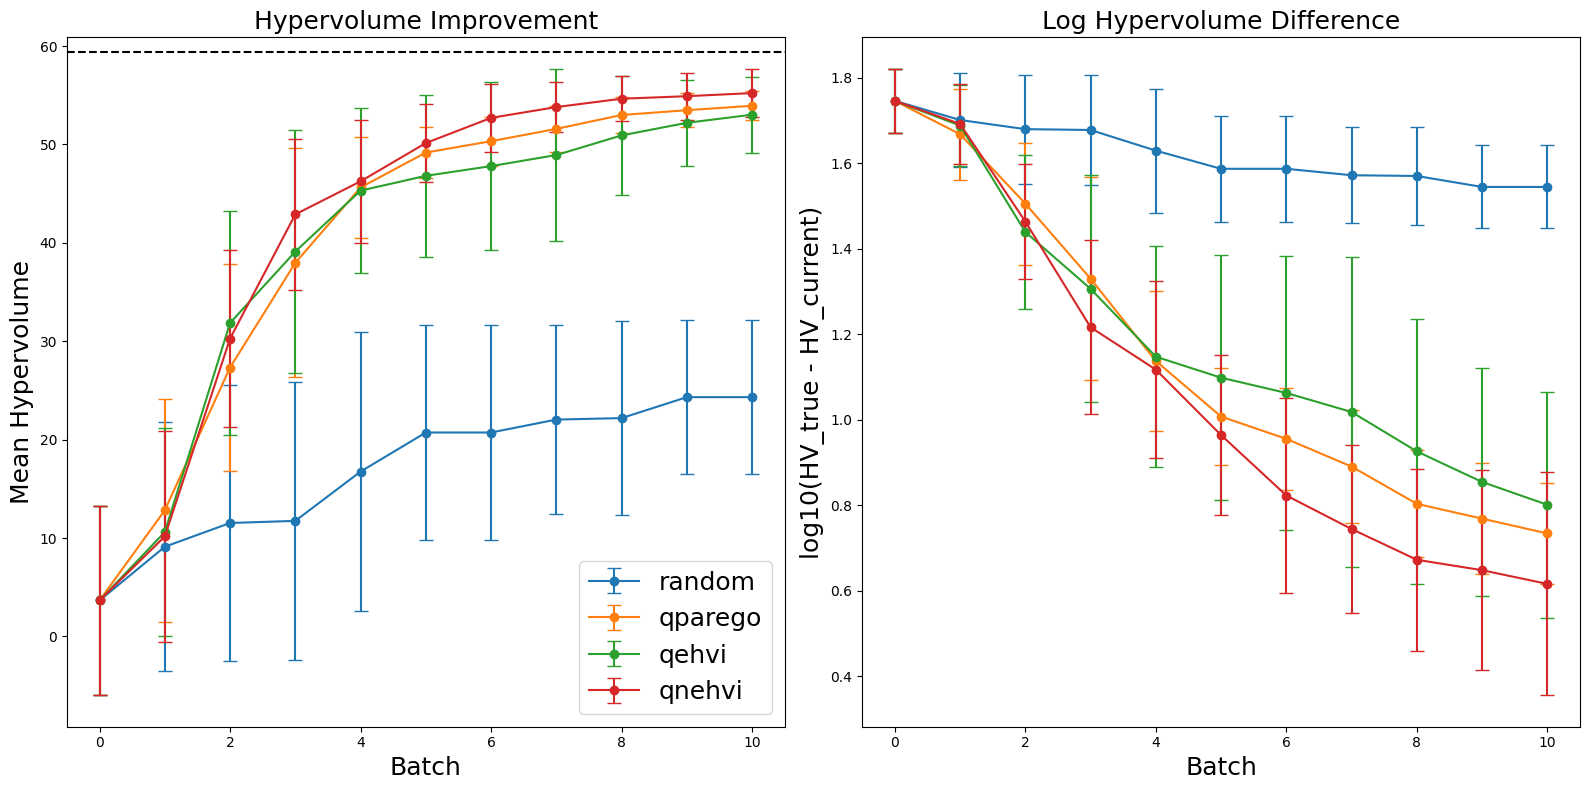 Hypervolume Improvement
Mean Hypervolume
60
50
40
30
20
10
0
0 2 4 6 8 10
Batch
random
qparego
qehvi
qnehvi
Log Hypervolume Difference
log10(HV_true - HV_current)
1.8
1.6
1.4
1.2
1.0
0.8
0.6
0.4
0 2 4 6 8 10
Batch